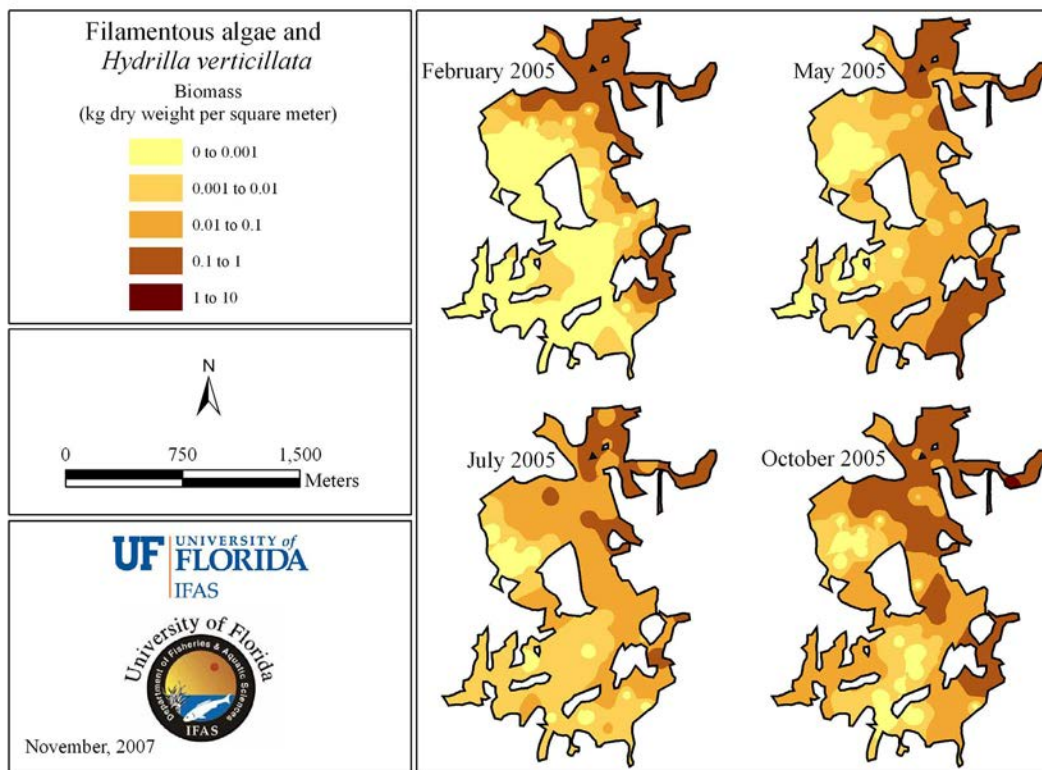 Filamentous algae and
Hydrilla verticillata
Biomass
(kg dry weight per square meter)
0 to 0.001
0.001 to 0.01
0.01 to 0.1
0.1 to 1
1 to 10
N
0 750 1,500
Meters
UF UNIVERSITY of
FLORIDA
IFAS
University of Florida
Department of Fisheries & Aquatic Sciences
IFAS
November, 2007
February 2005
May 2005
July 2005
October 2005